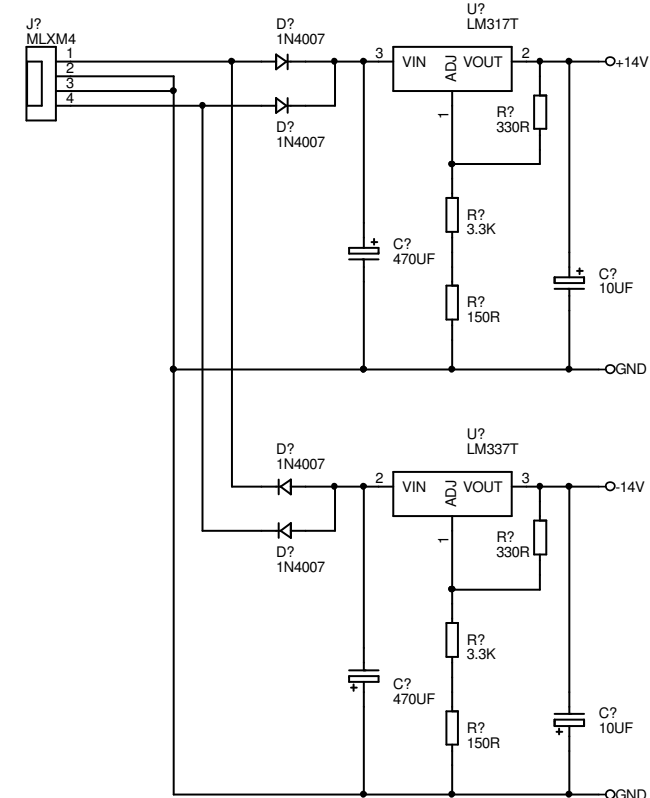 J?
MLXM4
1
2
3
4
D?
1N4007
D?
1N4007
U?
LM317T
3
VIN
ADJ
VOUT
2
1
+14V
R?
330R
R?
3.3K
R?
150R
C?
470UF
C?
10UF
GND
U?
LM337T
D?
1N4007
D?
1N4007
2
VIN
ADJ
VOUT
3
1
-14V
R?
330R
R?
3.3K
R?
150R
C?
470UF
C?
10UF
GND